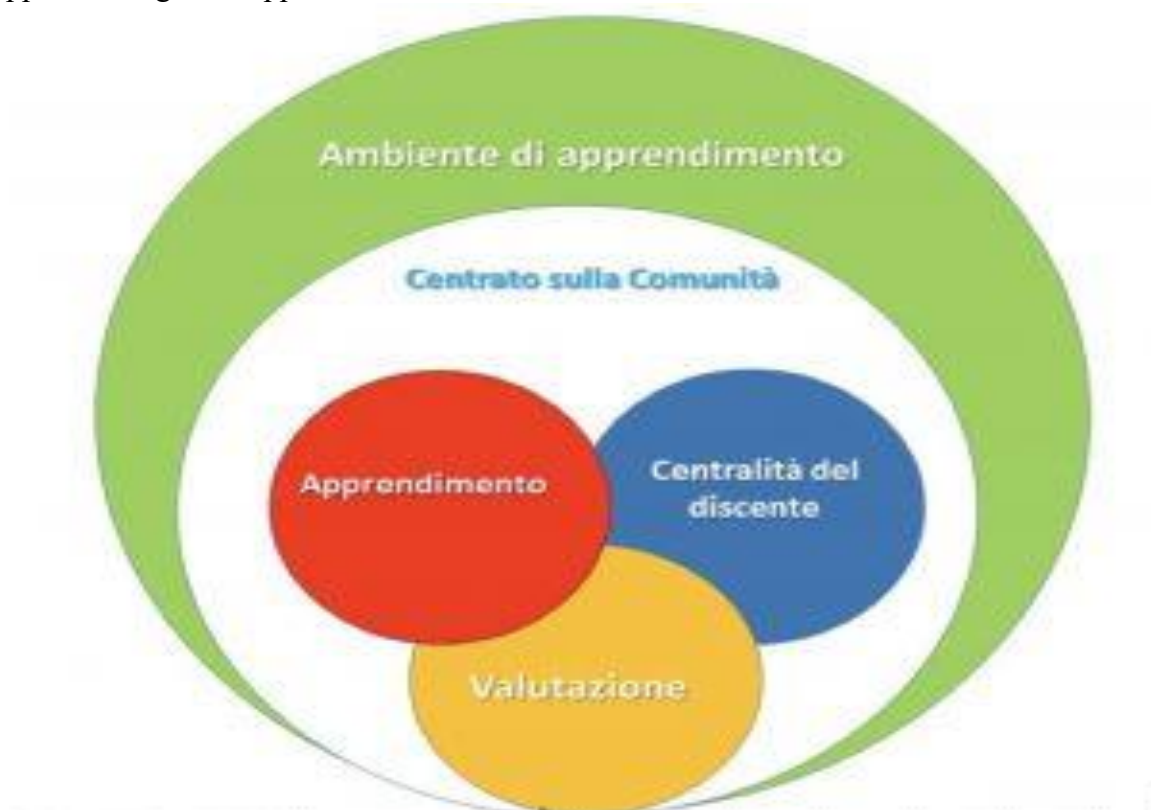 Ambiente di apprendimento
Centrato sulla Comunità
Apprendimento
Centralità del
discente
Valutazione